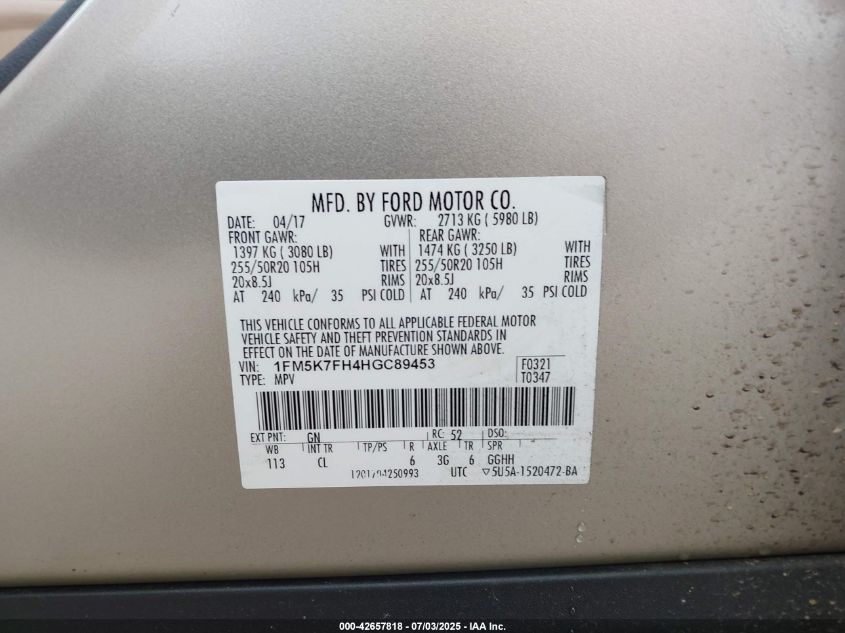 MFD. BY FORD MOTOR CO.
DATE: 04/17 GVWR: 2713 KG ( 5980 LB)
FRONT GAWR: REAR GAWR:
1397 KG ( 3080 LB) WITH 1474 KG ( 3250 LB) WITH
255/50R20 105H TIRES 255/50R20 105H TIRES
20x8.5J RIMS 20x8.5J RIMS
AT 240 kPa/ 35 PSI COLD AT 240 kPa/ 35 PSI COLD
THIS VEHICLE CONFORMS TO ALL APPLICABLE FEDERAL MOTOR
VEHICLE SAFETY AND THEFT PREVENTION STANDARDS IN
EFFECT ON THE DATE OF MANUFACTURE SHOWN ABOVE.
VIN: 1FM5K7FH4HGC89453 F0321
TYPE: MPV T0347
EXT PNT: GN RC: 52 DSO:
WB INT TR TP/PS R AXLE TR SPR
113 CL 6 3G 6 GGHH
1201704250993 UTC ▽5U5A-1520472-BA
000-42657818 - 07/03/2025 - IAA Inc.